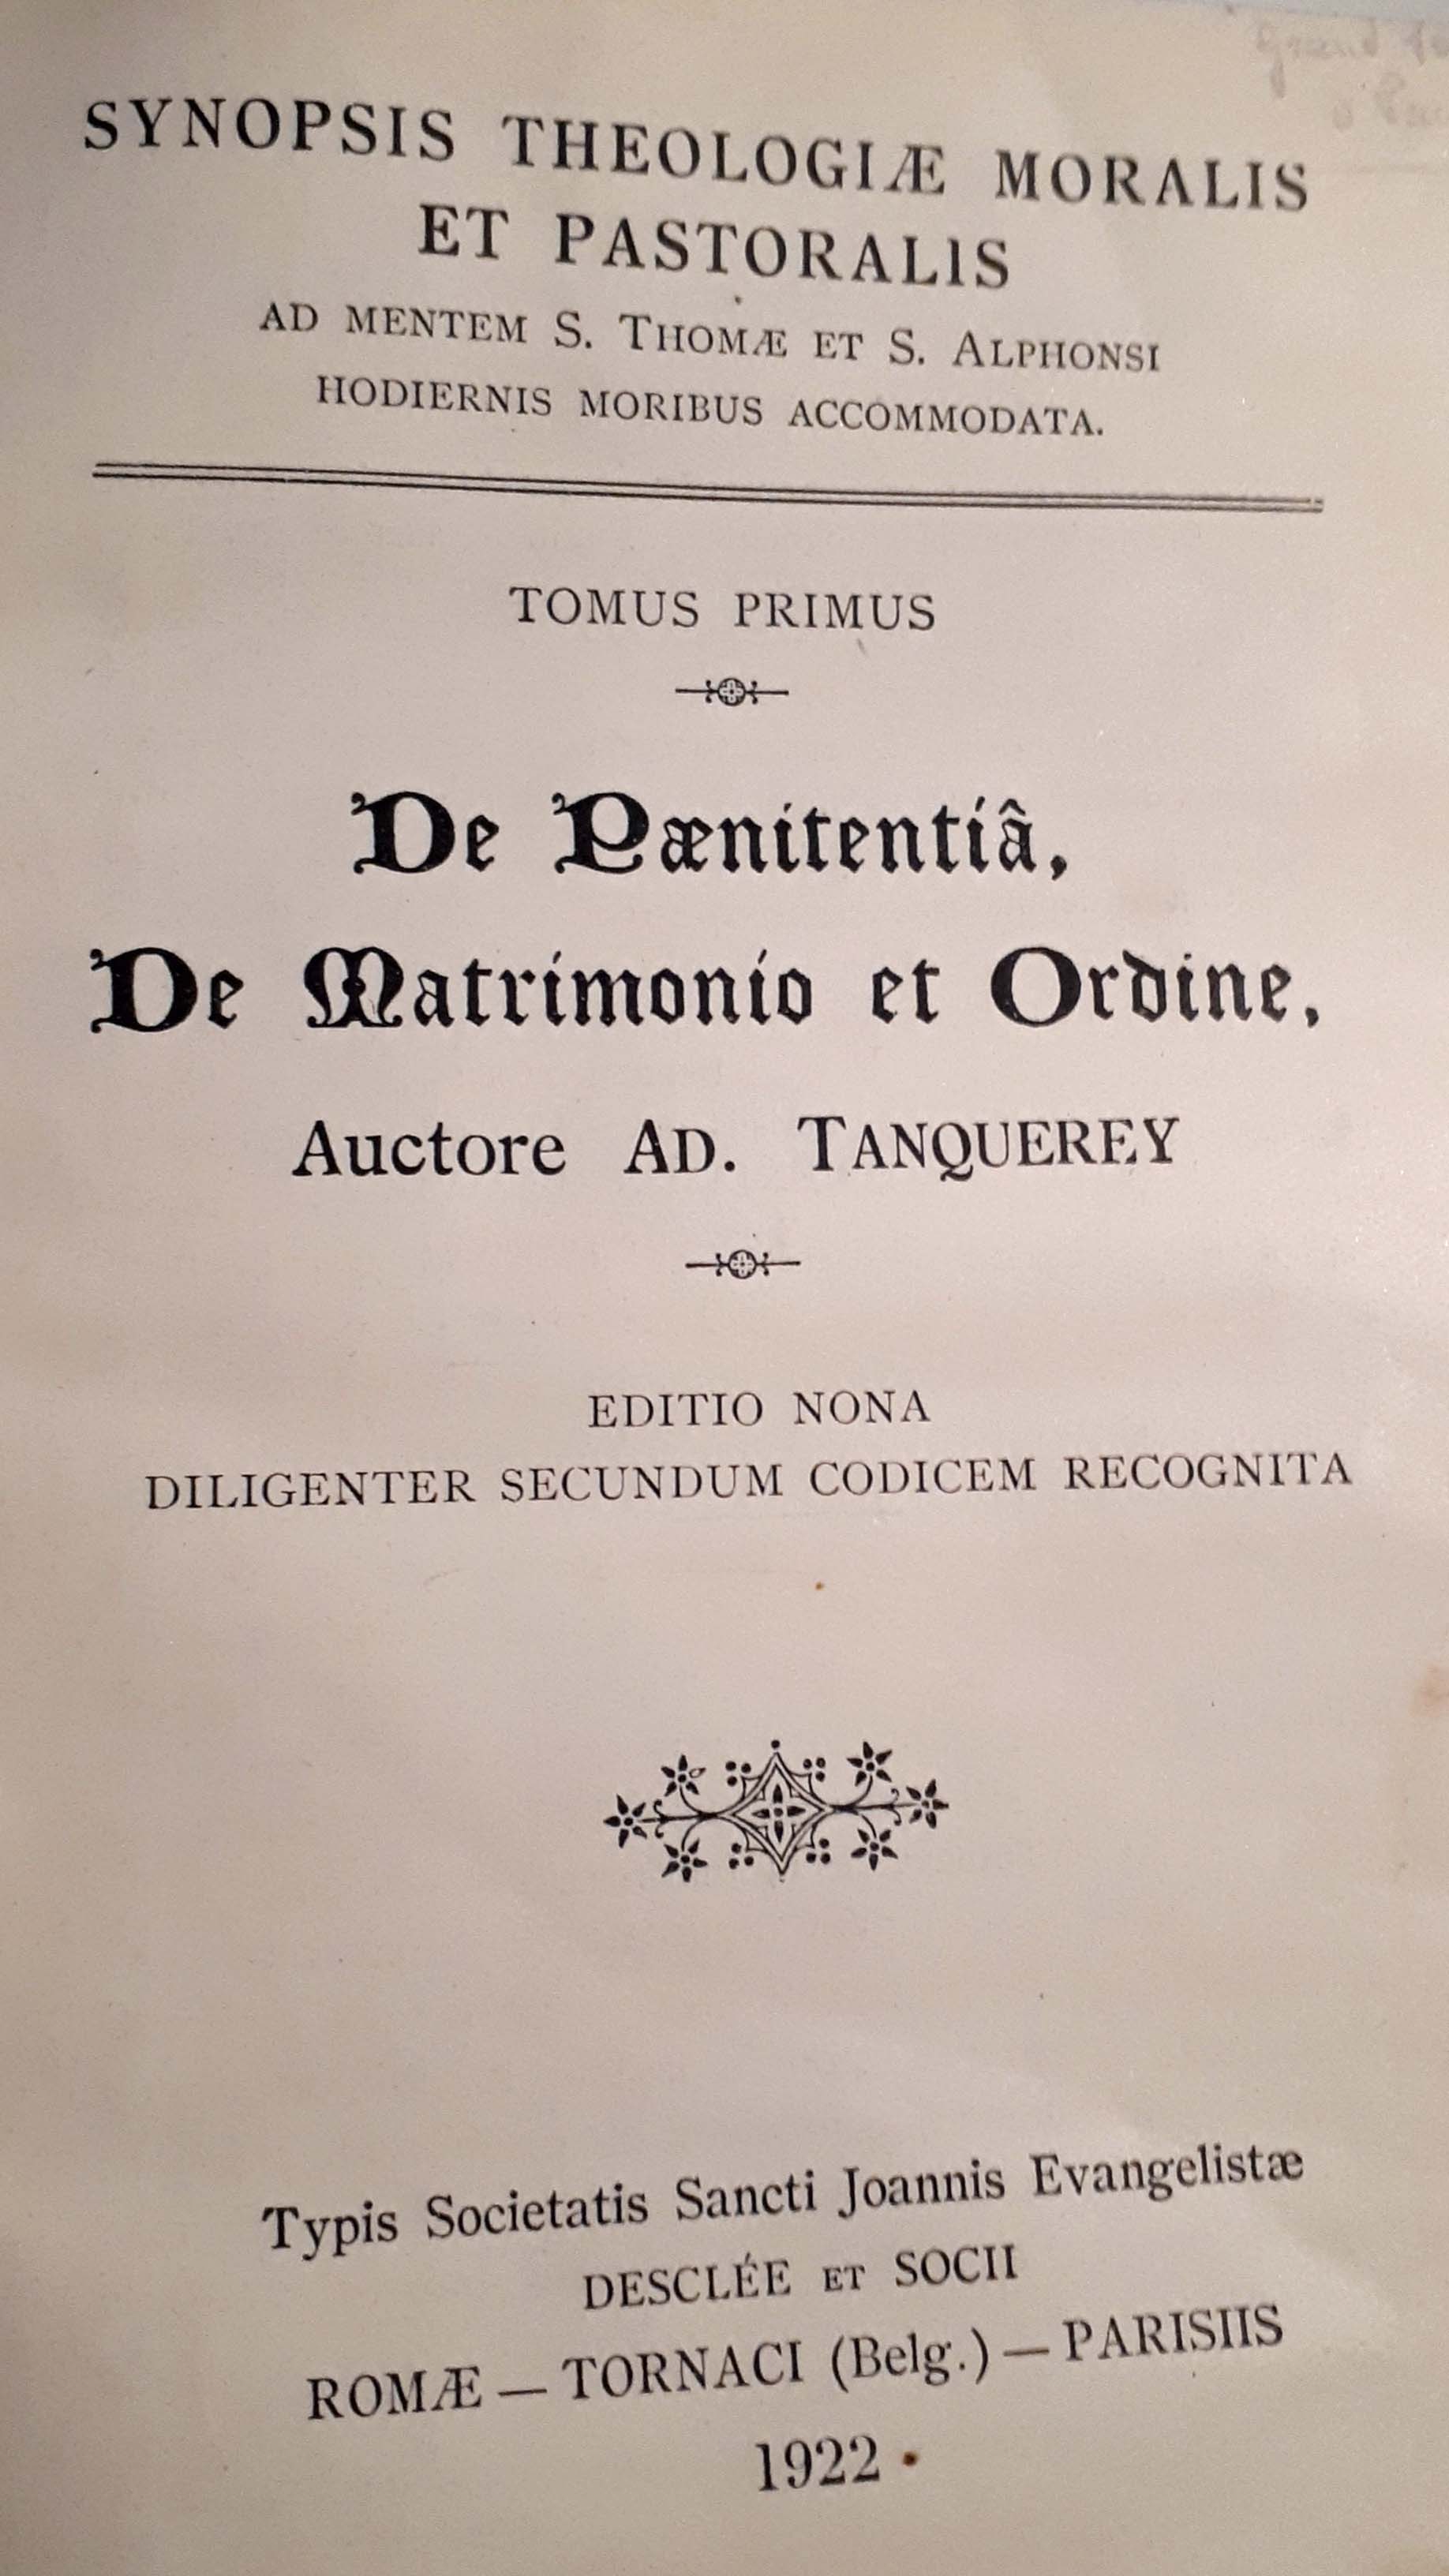 SYNOPSIS THEOLOGIÆ MORALIS
ET PASTORALIS
AD MENTEM S. THOMÆ ET S. ALPHONSI
HODIERNIS MORIBUS ACCOMMODATA.
TOMUS PRIMUS
De Pænitentiâ,
De Matrimonio et Ordine,
Auctore AD. TANQUEREY
EDITIO NONA
DILIGENTER SECUNDUM CODICEM RECOGNITA
Typis Societatis Sancti Joannis Evangelistæ
DESCLÉE ET SOCII
ROMÆ — TORNACI (Belg.) — PARISIIS
1922